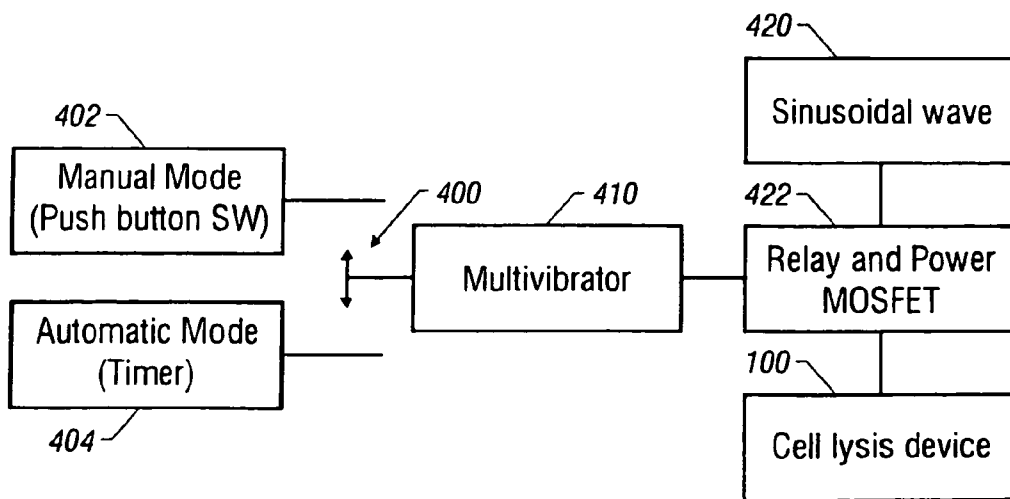 420
Sinusoidal wave
402
Manual Mode
(Push button SW)
400
410
Multivibrator
422
Relay and Power
MOSFET
Automatic Mode
(Timer)
404
100
Cell lysis device